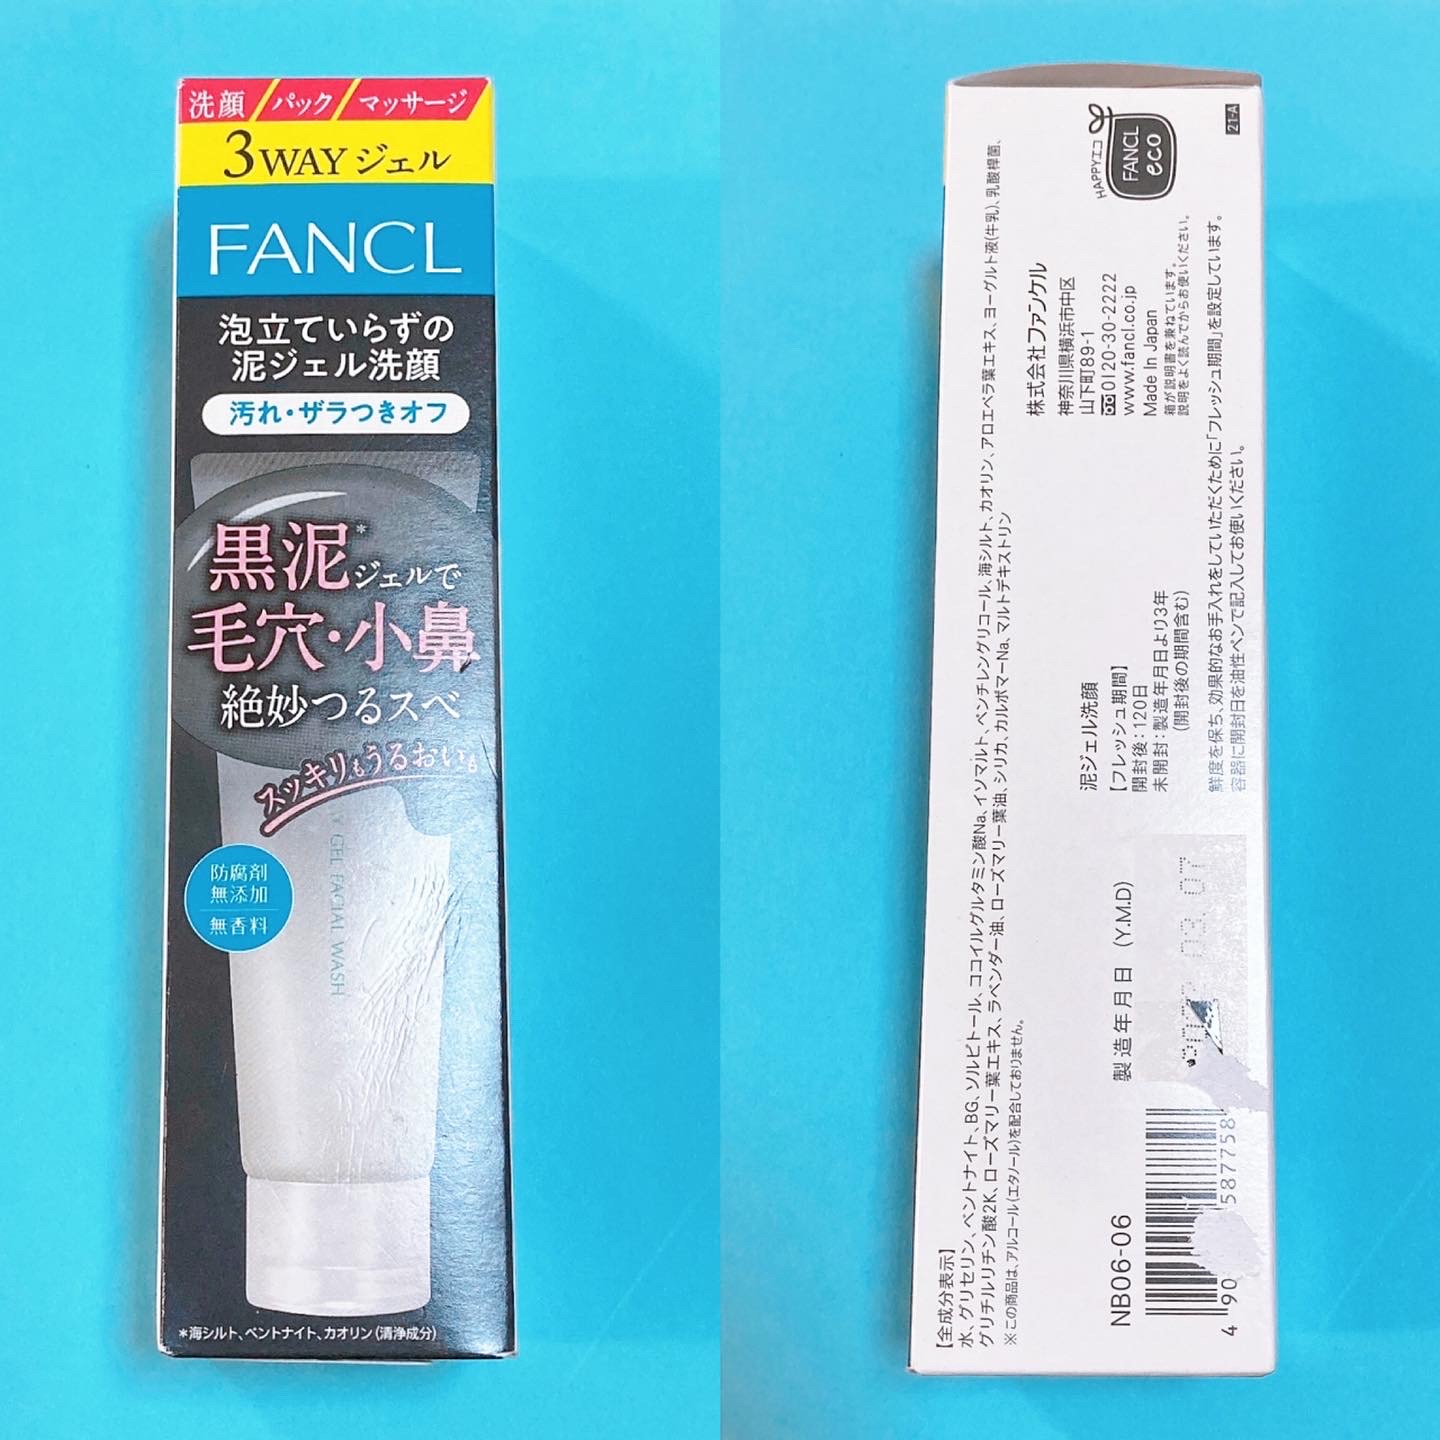 洗顔/パック/マッサージ
3WAYジェル
FANCL
泡立ていらずの
泥ジェル洗顔
汚れ・ザラつきオフ
黒泥*ジェルで
毛穴・小鼻
絶妙つるスベ
スッキリもうるおいも
防腐剤
無添加
無香料
GEL FACIAL WASH
*海シルト、ベントナイト、カオリン(清浄成分)
【全成分表示】
水、グリセリン、ベントナイト、BG、ソルビトール、ココイルグルタミン酸Na、イソマルト、ペンチレングリコール、海シルト、カオリン、アロエベラ葉エキス、ヨーグルト液(牛乳)、乳酸桿菌、
グリチルリチン酸2K、ローズマリー葉エキス、ラベンダー油、ローズマリー葉油、シリカ、カルボマーNa、マルトデキストリン
※この商品は、アルコール(エタノール)を配合しておりません。
株式会社ファンケル
神奈川県横浜市中区
山下町89-1
0120-30-2222
www.fancl.co.jp
Made In Japan
箱が説明書を兼ねています。
説明をよく読んでからお使いください。
HAPPYエコ
FANCL
eco
21-A
泥ジェル洗顔
【フレッシュ期間】
開封後:120日
未開封:製造年月日より3年
(開封後の期間含む)
鮮度を保ち、効果的なお手入れをしていただくために「フレッシュ期間」を設定しています。
容器に開封日を油性ペンで記入してお使いください。
製造年月日 (Y.M.D)
03.07
NB06-06
4 90 587758